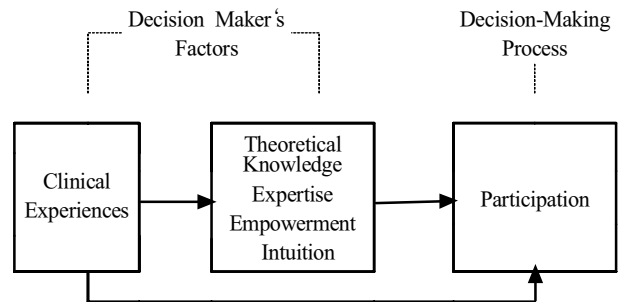 Decision Maker‘s
Factors
Decision-Making
Process
Clinical
Experiences
Theoretical
Knowledge
Expertise
Empowerment
Intuition
Participation